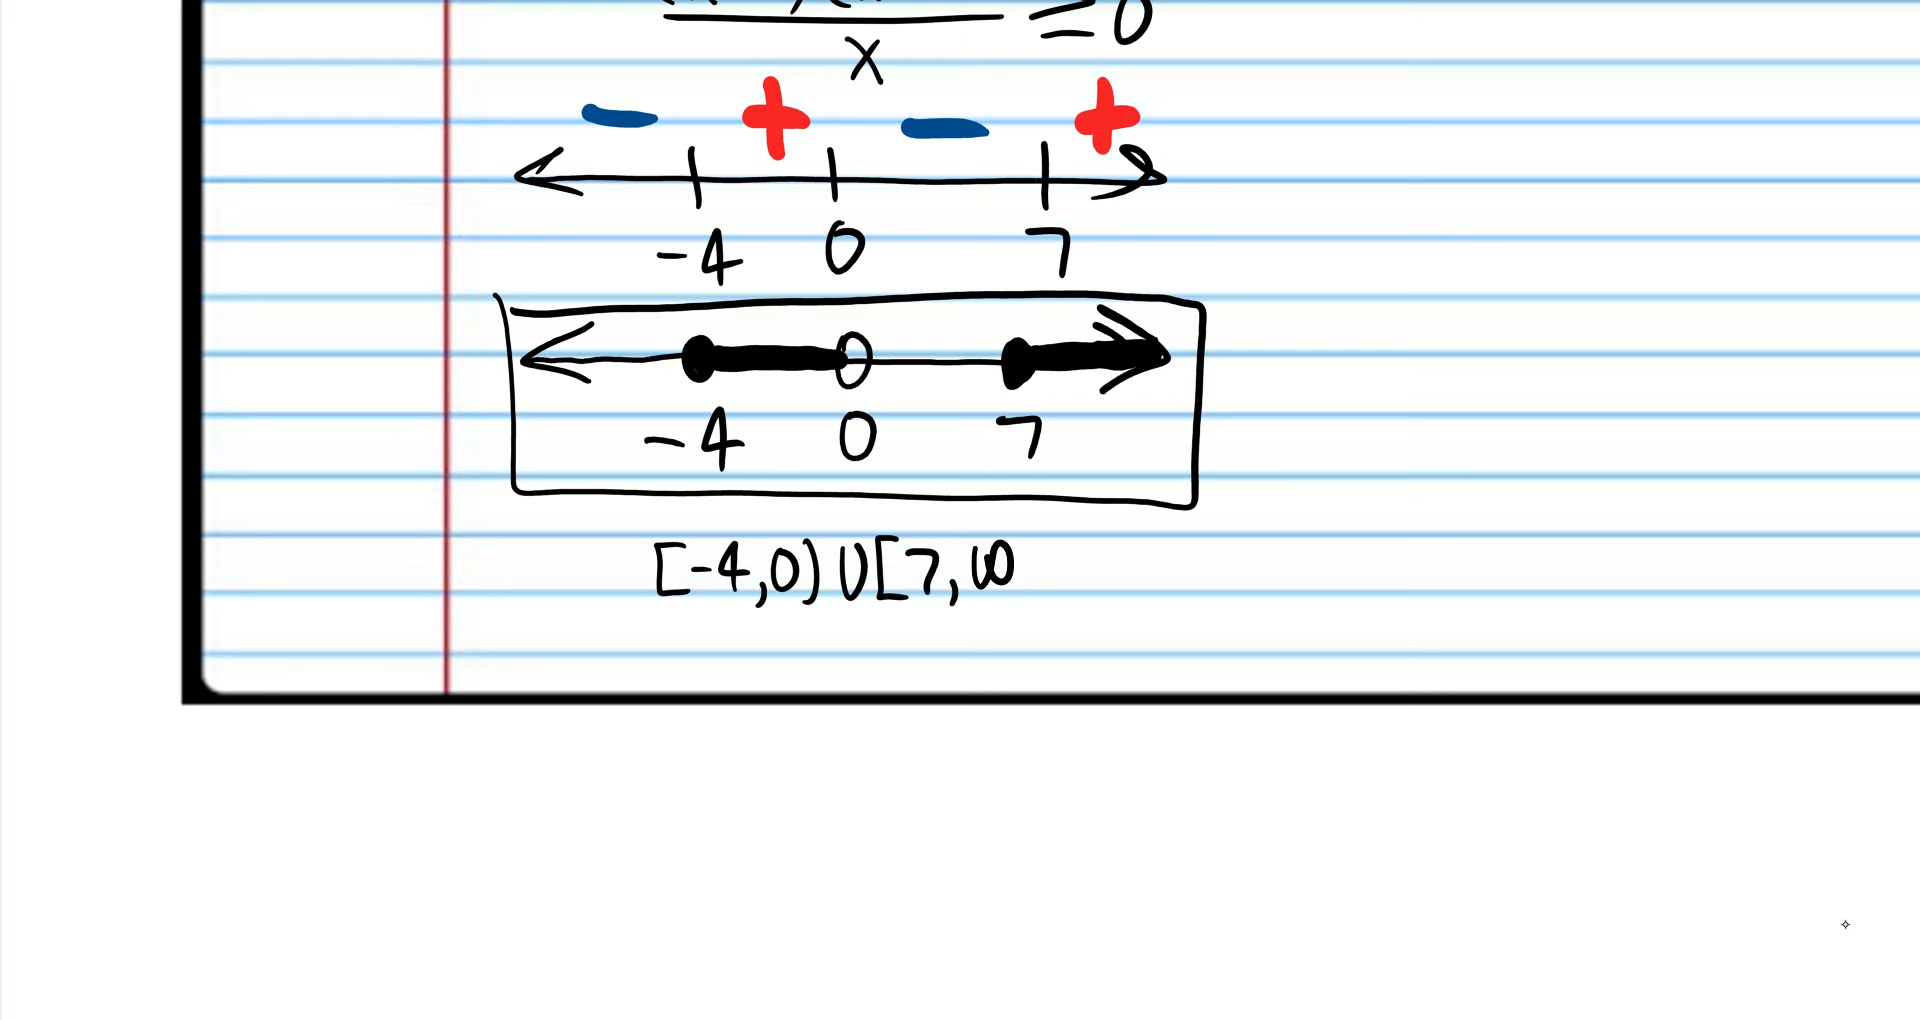 ≥0
x
− + − +
-4 0 7
-4 0 7
[-4,0)∪[7,∞